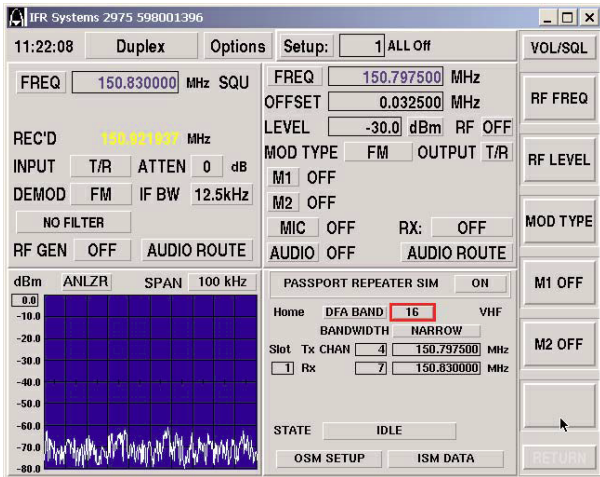 IFR Systems 2975 598001396
11:22:08 Duplex Options Setup: 1 ALL Off VOL/SQL
FREQ 150.830000 MHz SQU
REC'D 150.921937 MHz
INPUT T/R ATTEN 0 dB
DEMOD FM IF BW 12.5kHz
NO FILTER
RF GEN OFF AUDIO ROUTE
FREQ 150.797500 MHz
OFFSET 0.032500 MHz
LEVEL -30.0 dBm RF OFF
MOD TYPE FM OUTPUT T/R
M1 OFF
M2 OFF
MIC OFF RX: OFF
AUDIO OFF AUDIO ROUTE
dBm ANLZR SPAN 100 kHz
0.0
-10.0
-20.0
-30.0
-40.0
-50.0
-60.0
-70.0
-80.0
PASSPORT REPEATER SIM ON
Home DFA BAND 16 VHF
BANDWIDTH NARROW
Slot Tx CHAN 4 150.797500 MHz
1 Rx 7 150.830000 MHz
STATE IDLE
OSM SETUP ISM DATA
RF FREQ
RF LEVEL
MOD TYPE
M1 OFF
M2 OFF
RETURN